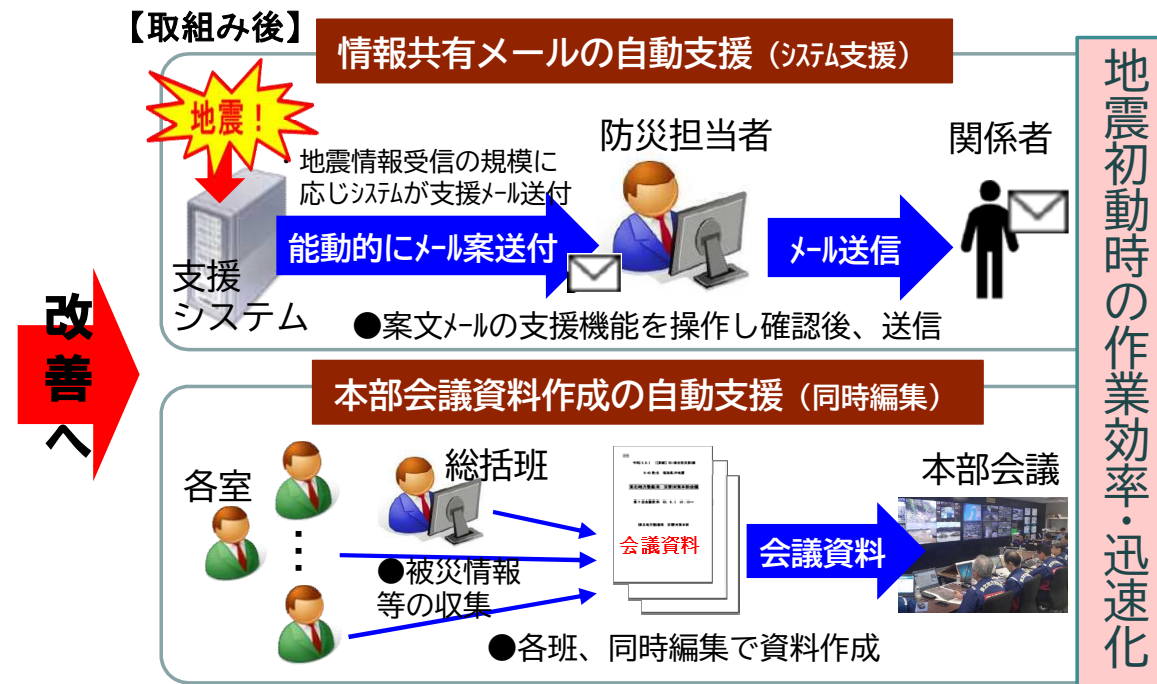 【取組み後】
情報共有メールの自動支援（ｼｽﾃﾑ支援）
地震！
・地震情報受信の規模に
応じｼｽﾃﾑが支援ﾒｰﾙ送付
能動的にﾒｰﾙ案送付
支援
システム
防災担当者
ﾒｰﾙ送信
関係者
●案文ﾒｰﾙの支援機能を操作し確認後、送信
改善へ
本部会議資料作成の自動支援（同時編集）
各室
総括班
●被災情報
等の収集
会議資料
会議資料
本部会議
●各班、同時編集で資料作成
地震初動時の作業効率・迅速化